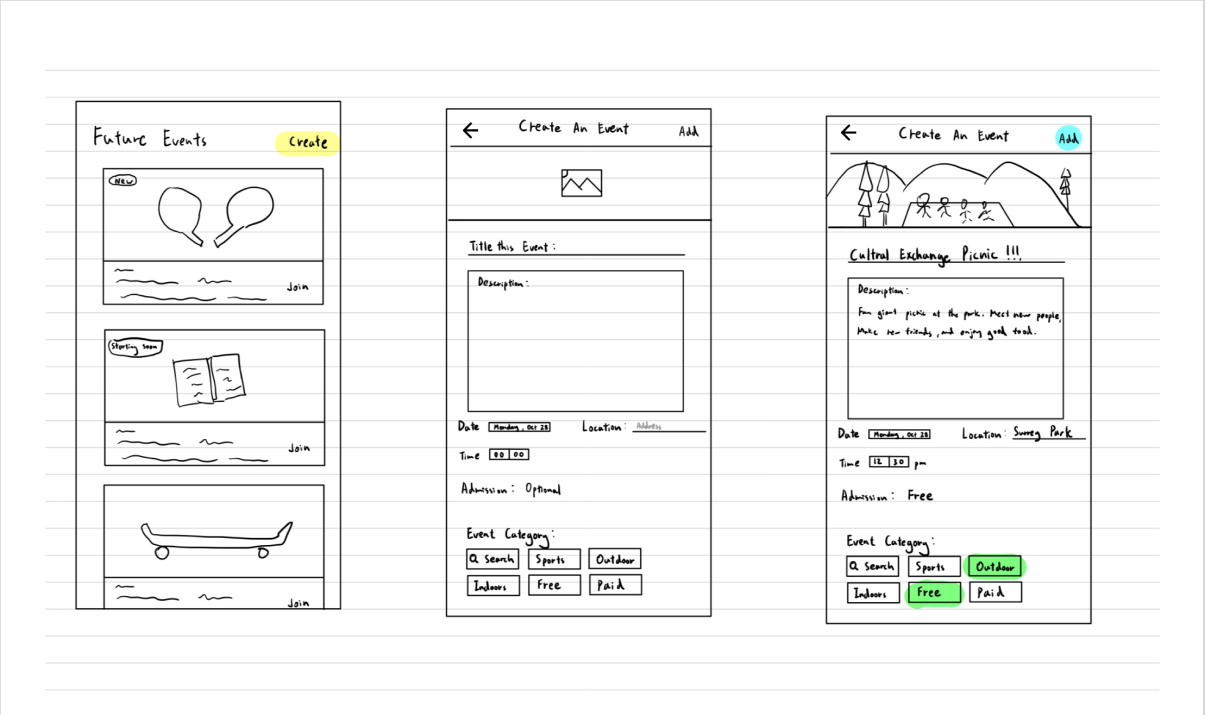 Future Events
Create
New
Join
Starting soon
Join
Join
Create An Event
Add
Title this Event:
Description:
Date Monday, Oct 28 Location: Address
Time 00 00
Admission: Optional
Event Category:
Search Sports Outdoor
Indoors Free Paid
Create An Event
Add
Cultral Exchange Picnic !!!
Description:
Fun giant picnic at the park. Meet new people,
Make new friends, and enjoy good food.
Date Monday, Oct 28 Location: Surrey Park
Time 12 30 pm
Admission: Free
Event Category:
Search Sports Outdoor
Indoors Free Paid